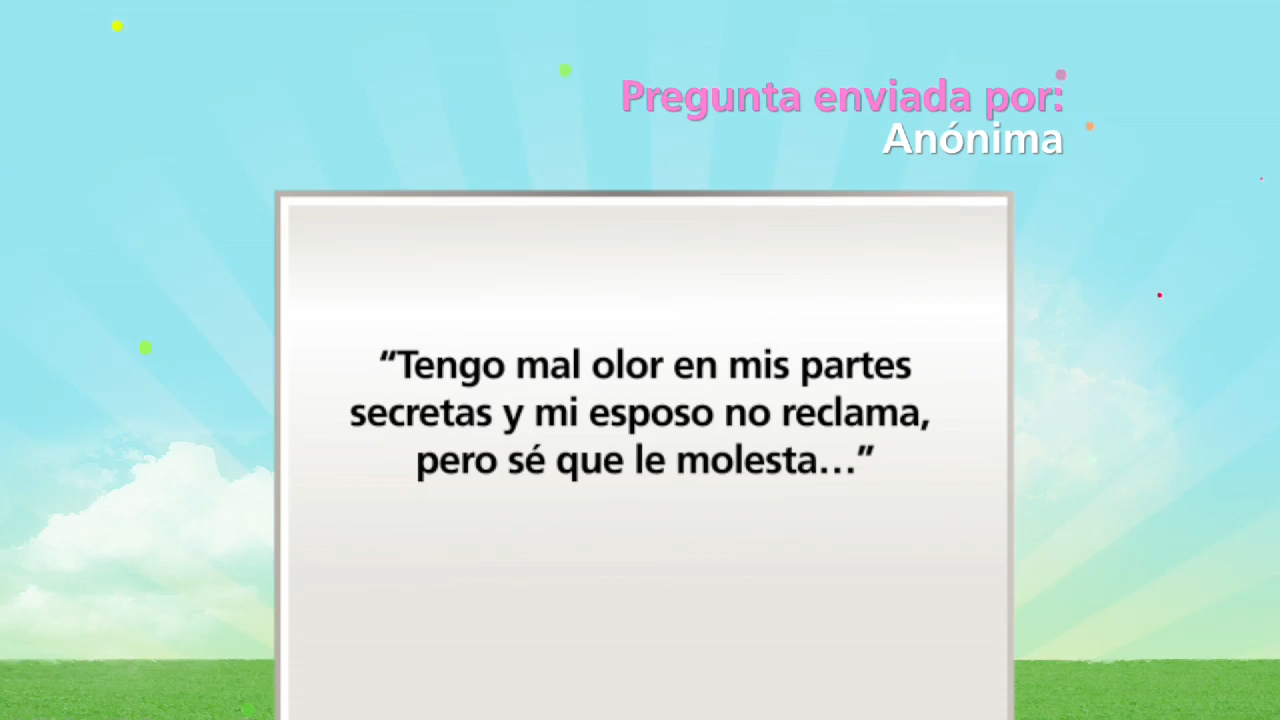 Pregunta enviada por:
Anónima
“Tengo mal olor en mis partes
secretas y mi esposo no reclama,
pero sé que le molesta…”